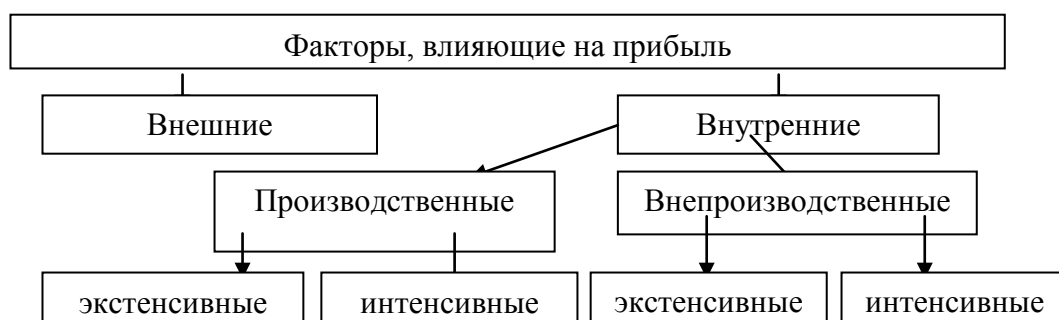 Факторы, влияющие на прибыль
Внешние
Внутренние
Производственные
Внепроизводственные
экстенсивные
интенсивные
экстенсивные
интенсивные